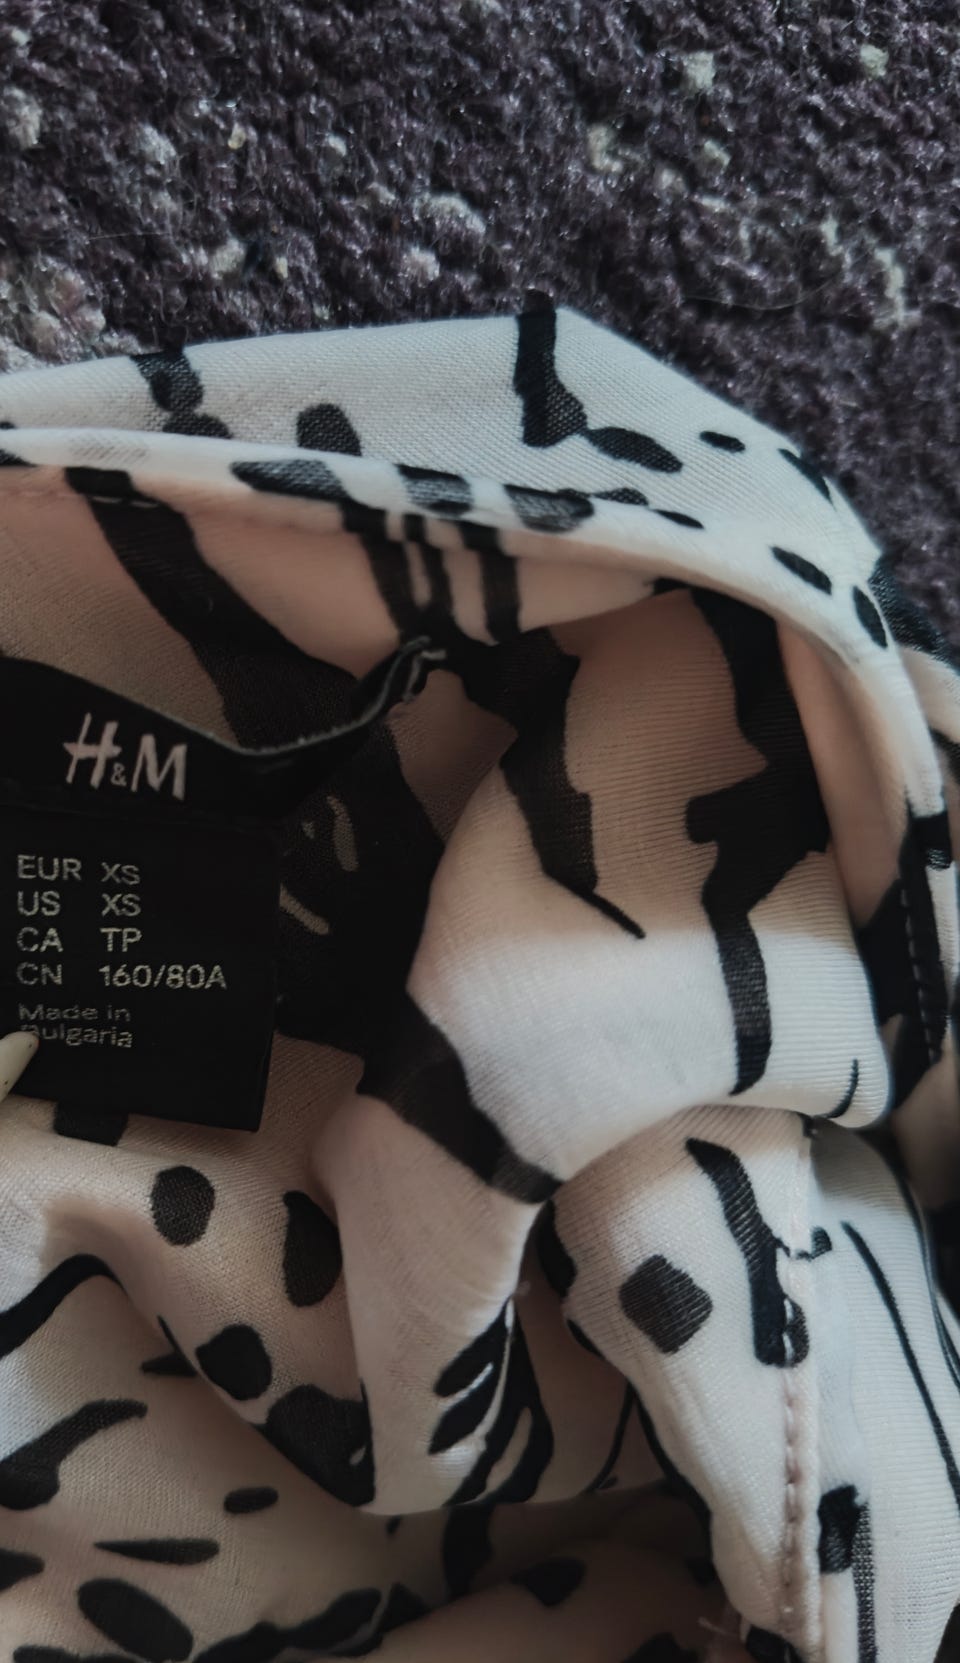 H&M
EUR XS
US XS
CA TP
CN 160/80A
Made in
Bulgaria